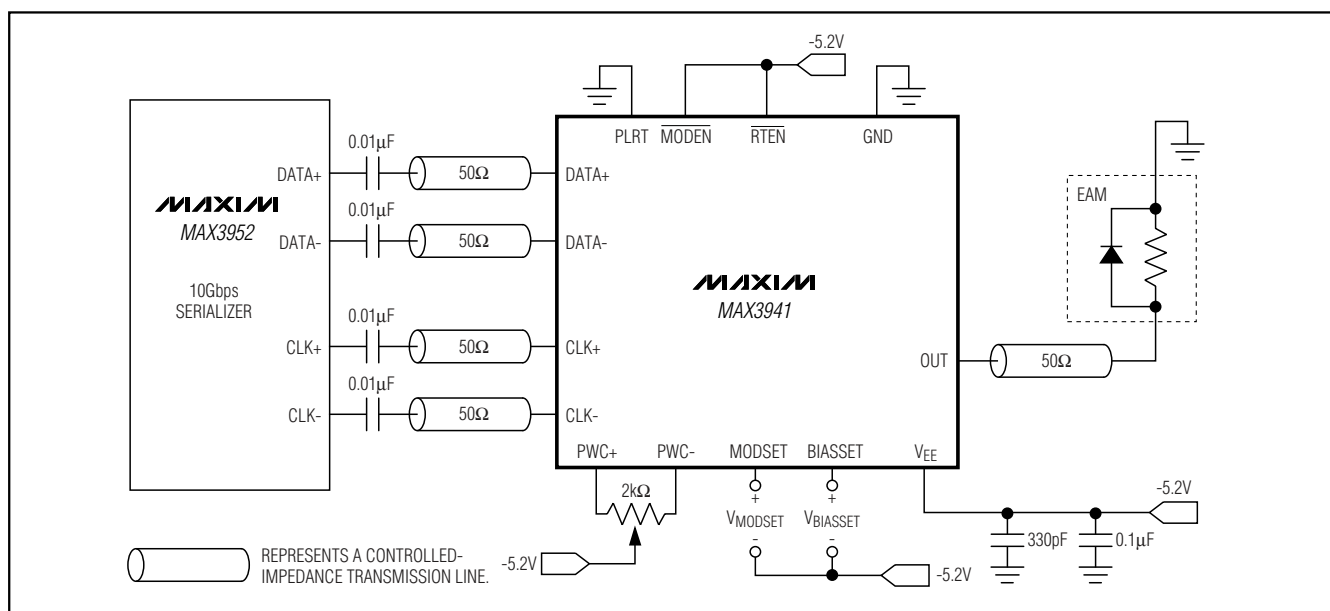 -5.2V
PLRT
MODEN
RTEN
GND
0.01µF
50Ω
DATA+
DATA+
EAM
MAXIM
MAX3952
0.01µF
50Ω
DATA-
DATA-
MAXIM
MAX3941
10Gbps
SERIALIZER
0.01µF
50Ω
CLK+
CLK+
OUT
50Ω
0.01µF
50Ω
CLK-
CLK-
PWC+
PWC-
MODSET
BIASSET
VEE
2kΩ
+
+
VMODSET
VBIASSET
-
-
-5.2V
330pF
0.1µF
REPRESENTS A CONTROLLED-
IMPEDANCE TRANSMISSION LINE.
-5.2V
-5.2V